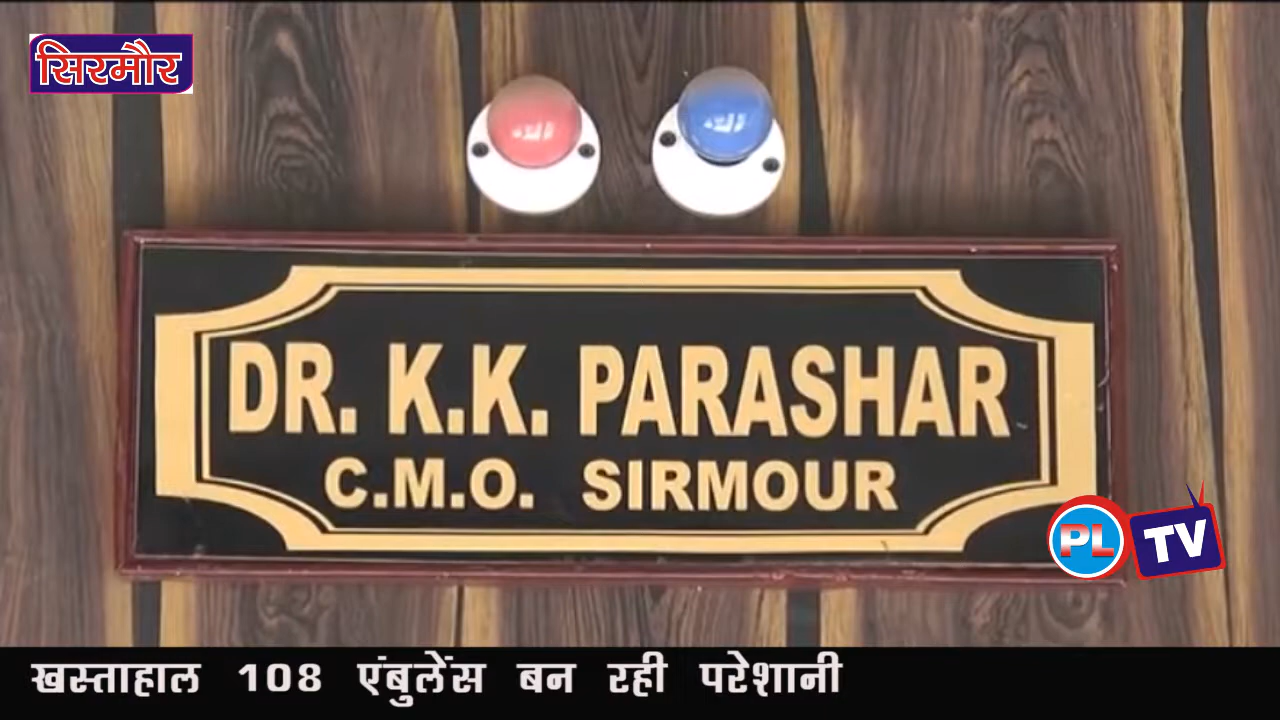 सिरमौर
DR. K.K. PARASHAR
C.M.O. SIRMOUR
PL TV
खस्ताहाल 108 एंबुलेंस बन रही परेशानी